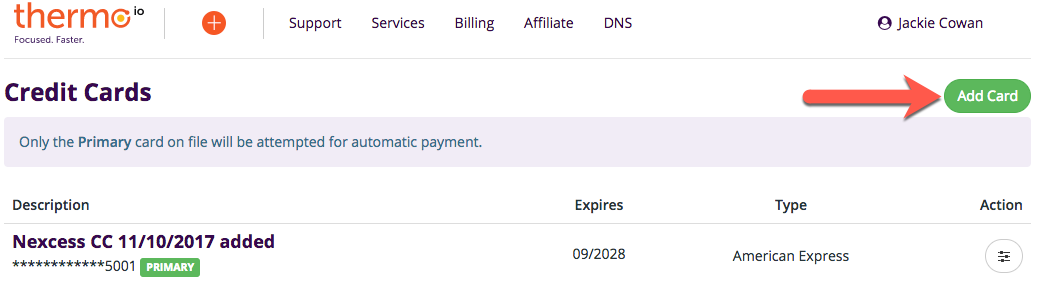 thermo io
Focused. Faster.
Support Services Billing Affiliate DNS Jackie Cowan
Credit Cards
Add Card
Only the Primary card on file will be attempted for automatic payment.
Description Expires Type Action
Nexcess CC 11/10/2017 added
************5001 PRIMARY
09/2028
American Express